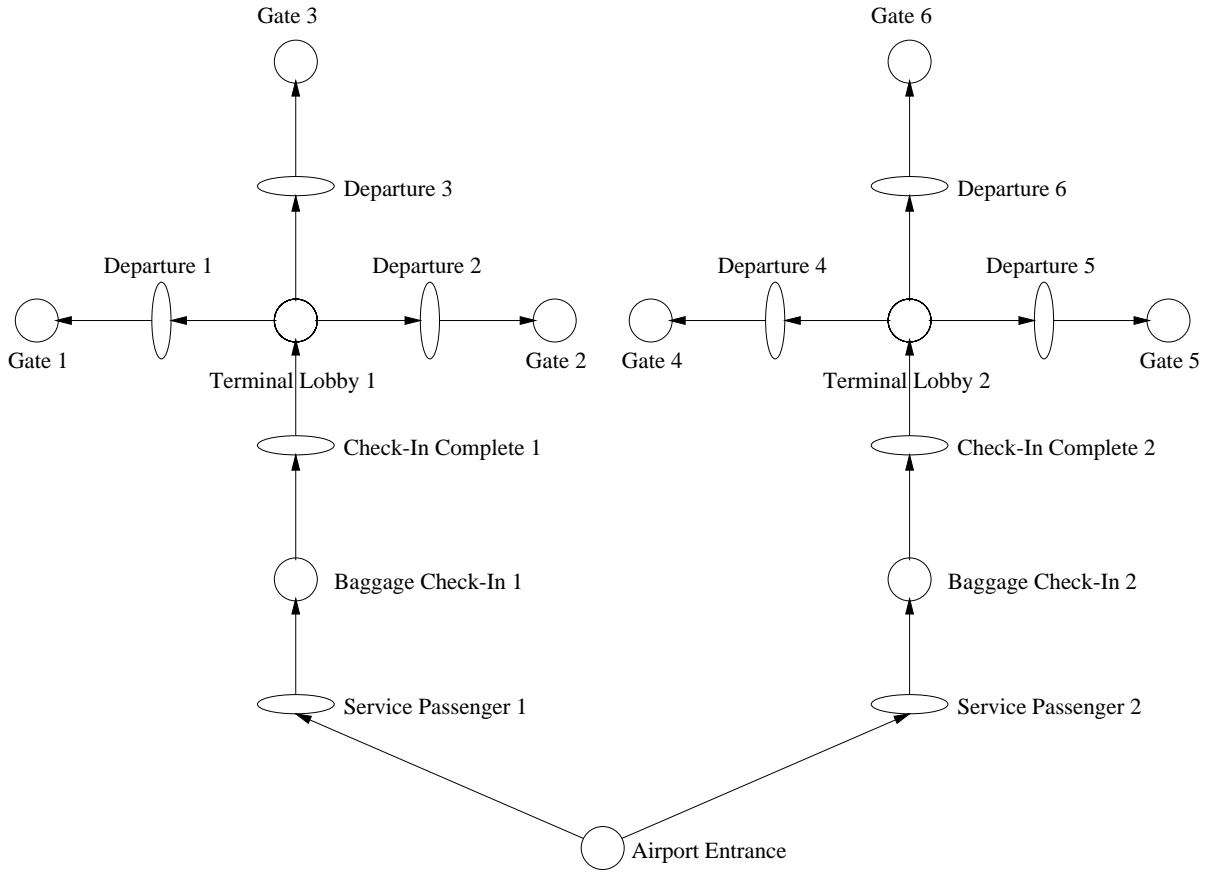 Gate 3
Gate 6
Departure 3
Departure 6
Departure 1
Departure 2
Departure 4
Departure 5
Gate 1
Gate 2
Gate 4
Gate 5
Terminal Lobby 1
Terminal Lobby 2
Check-In Complete 1
Check-In Complete 2
Baggage Check-In 1
Baggage Check-In 2
Service Passenger 1
Service Passenger 2
Airport Entrance